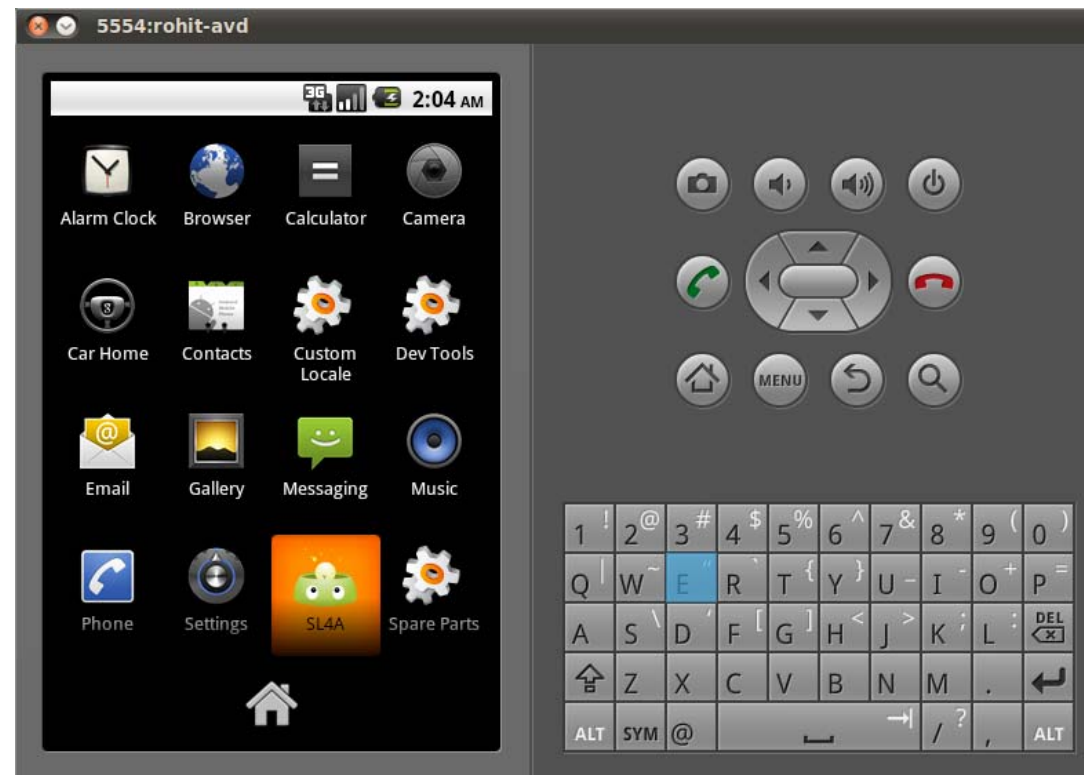 5554:rohit-avd
3G 2:04 AM
Alarm Clock Browser Calculator Camera
Car Home Contacts Custom Locale Dev Tools
Email Gallery Messaging Music
Phone Settings SL4A Spare Parts
MENU
1 ! 2 @ 3 # 4 $ 5 % 6 ^ 7 & 8 * 9 ( 0 )
Q | W ~ E " R ` T { Y } U _ I - O + P =
A S \ D ' F [ G ] H < J > K ; L : DEL
Z X C V B N M .
ALT SYM @ / ? , ALT